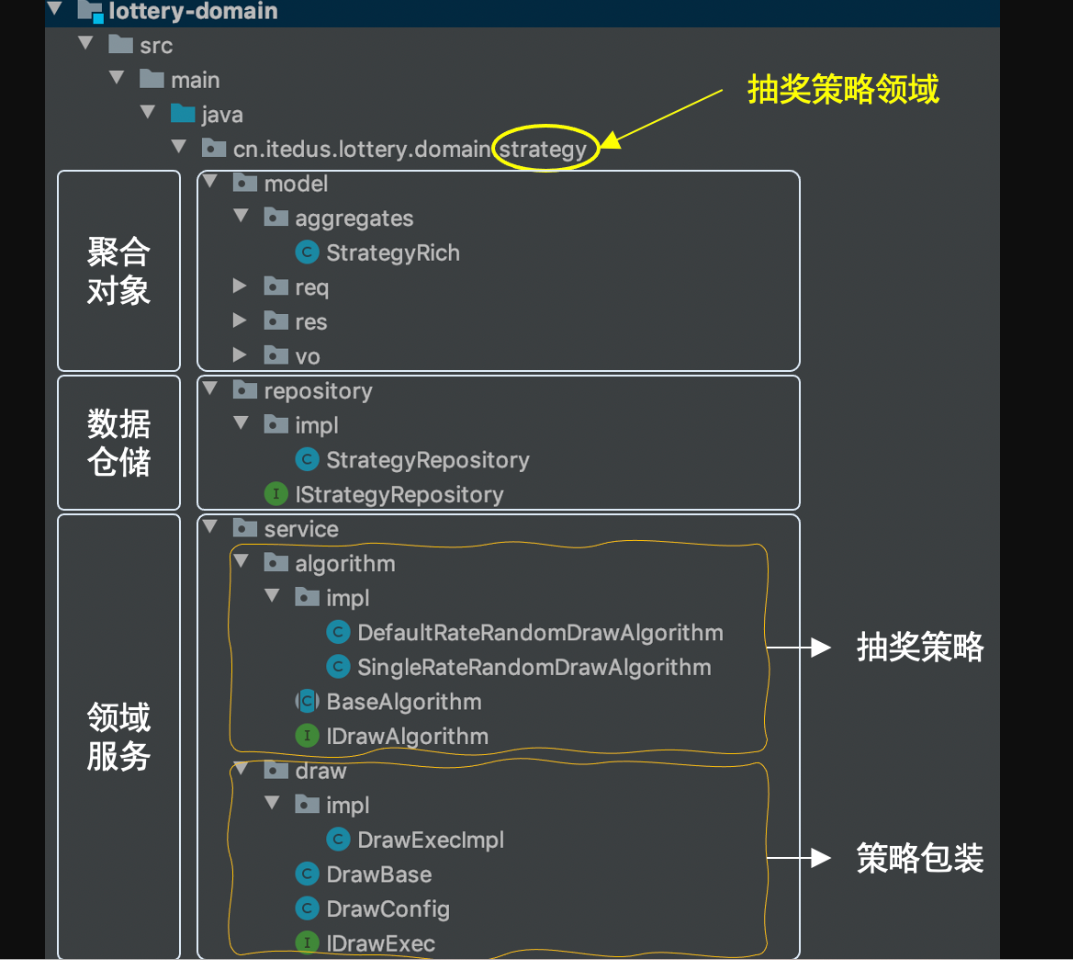 lottery-domain
src
main
java
抽奖策略领域
cn.itedus.lottery.domain.strategy
聚合
对象
model
aggregates
StrategyRich
req
res
vo
数据
仓储
repository
impl
StrategyRepository
IStrategyRepository
领域
服务
service
algorithm
impl
DefaultRateRandomDrawAlgorithm
SingleRateRandomDrawAlgorithm
BaseAlgorithm
IDrawAlgorithm
抽奖策略
draw
impl
DrawExecImpl
DrawBase
DrawConfig
IDrawExec
策略包装